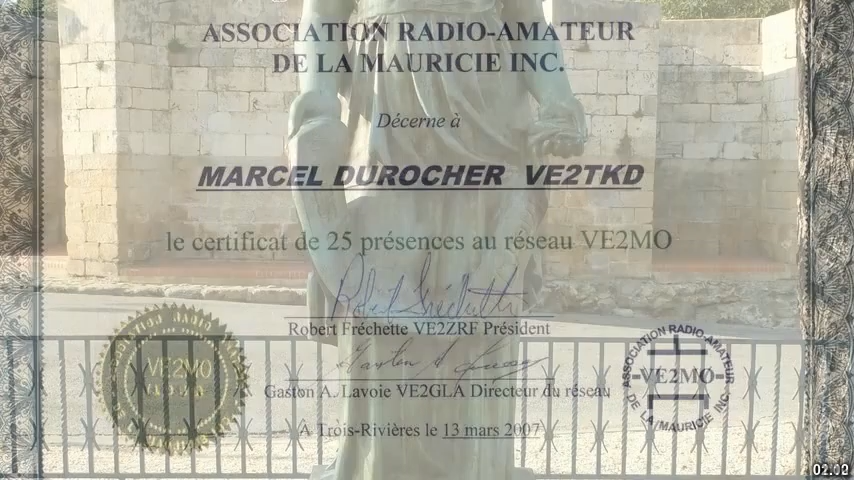 ASSOCIATION RADIO-AMATEUR
DE LA MAURICIE INC.
Décerne à
MARCEL DUROCHER VE2TKD
le certificat de 25 présences au réseau VE2MO
Robert Fréchette
Robert Fréchette VE2ZRF Président
Gaston A. Lavoie VE2GLA Directeur du réseau
À Trois-Rivières le 13 mars 2007
VE2MO
ASSOCIATION RADIO-AMATEUR
VE2MO
DE LA MAURICIE INC.
02:02